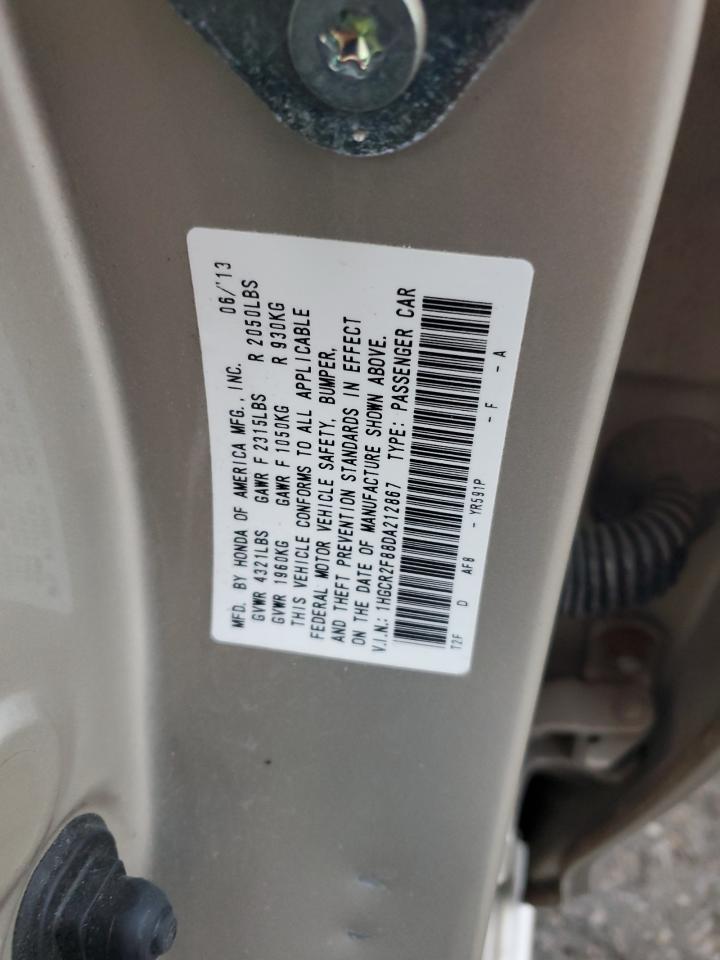 MFD. BY HONDA OF AMERICA MFG., INC. 06/'13
GVWR 4321LBS GAWR F 2315LBS R 2050LBS
GVWR 1960KG GAWR F 1050KG R 930KG
THIS VEHICLE CONFORMS TO ALL APPLICABLE
FEDERAL MOTOR VEHICLE SAFETY, BUMPER,
AND THEFT PREVENTION STANDARDS IN EFFECT
ON THE DATE OF MANUFACTURE SHOWN ABOVE.
V.I.N.: 1HGCR2F88DA212867 TYPE: PASSENGER CAR
T2F D AF8 - YR591P - F - A